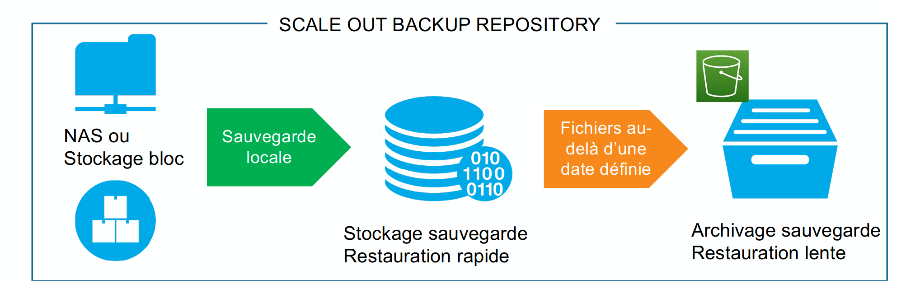 SCALE OUT BACKUP REPOSITORY
NAS ou
Stockage bloc
Sauvegarde
locale
010
1100
0110
Stockage sauvegarde
Restauration rapide
Fichiers au-
delà d'une
date définie
Archivage sauvegarde
Restauration lente